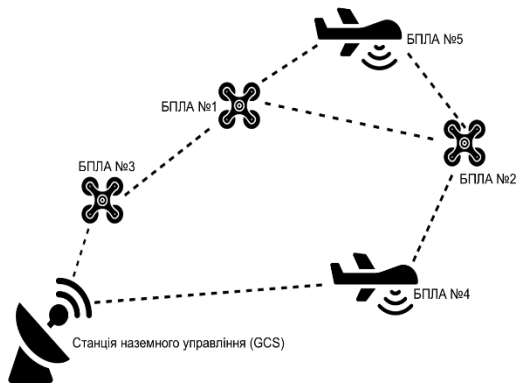 БПЛА №5
БПЛА №1
БПЛА №3
БПЛА №2
БПЛА №4
Станція наземного управління (GCS)